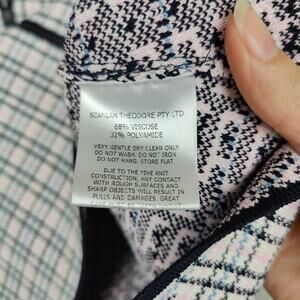 SCANLAN THEODORE PTY LTD
68% VISCOSE
32% POLYAMIDE
VERY GENTLE DRY CLEAN ONLY
DO NOT WASH. DO NOT IRON
DO NOT HANG. STORE FLAT.
DUE TO THE FINE KNIT
CONSTRUCTION, ANY CONTACT
WITH ROUGH SURFACES AND
SHARP OBJECTS WILL RESULT IN
PULLS AND DAMAGES. GREAT